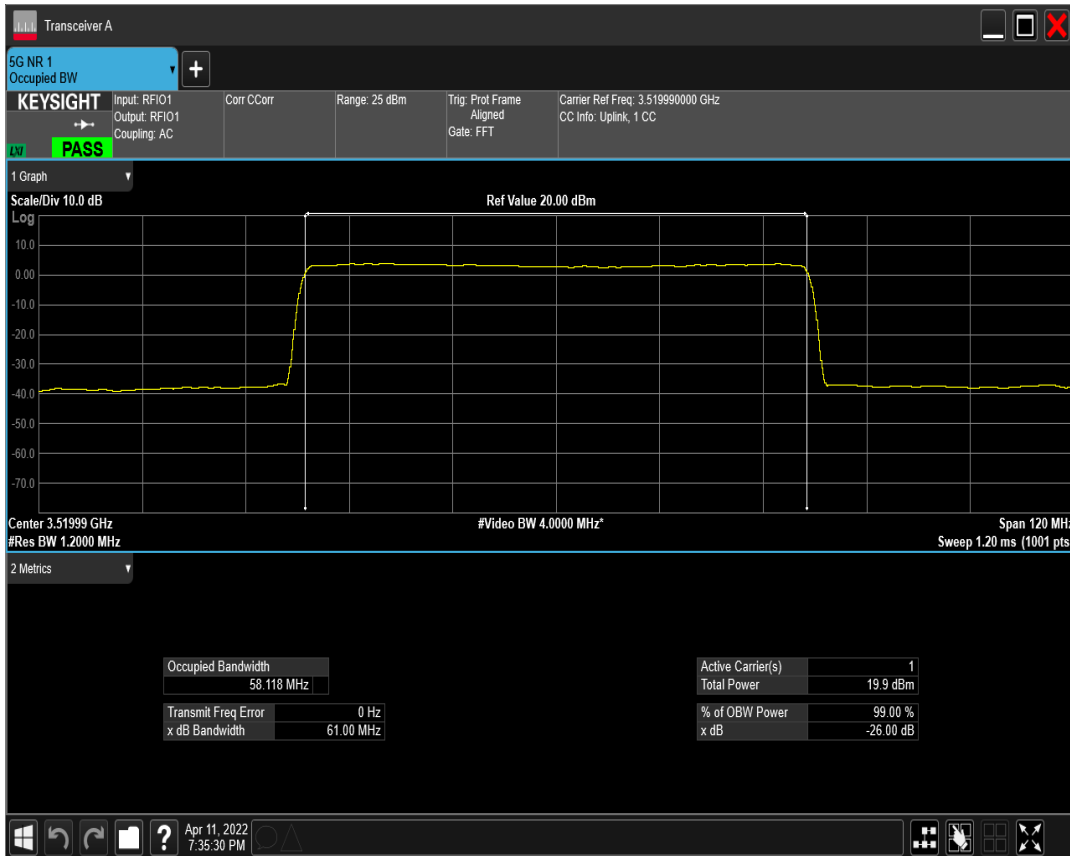 Transceiver A
5G NR 1
Occupied BW
KEYSIGHT
LXI
PASS
Input: RFIO1
Output: RFIO1
Coupling: AC
Corr CCorr
Range: 25 dBm
Trig: Prot Frame
Aligned
Gate: FFT
Carrier Ref Freq: 3.519990000 GHz
CC Info: Uplink, 1 CC
1 Graph
Scale/Div 10.0 dB
Ref Value 20.00 dBm
Log
10.0
0.00
-10.0
-20.0
-30.0
-40.0
-50.0
-60.0
-70.0
Center 3.51999 GHz
#Video BW 4.0000 MHz*
Span 120 MHz
#Res BW 1.2000 MHz
Sweep 1.20 ms (1001 pts
2 Metrics
Occupied Bandwidth
58.118 MHz
Transmit Freq Error 0 Hz
x dB Bandwidth 61.00 MHz
Active Carrier(s) 1
Total Power 19.9 dBm
% of OBW Power 99.00 %
x dB -26.00 dB
Apr 11, 2022
7:35:30 PM